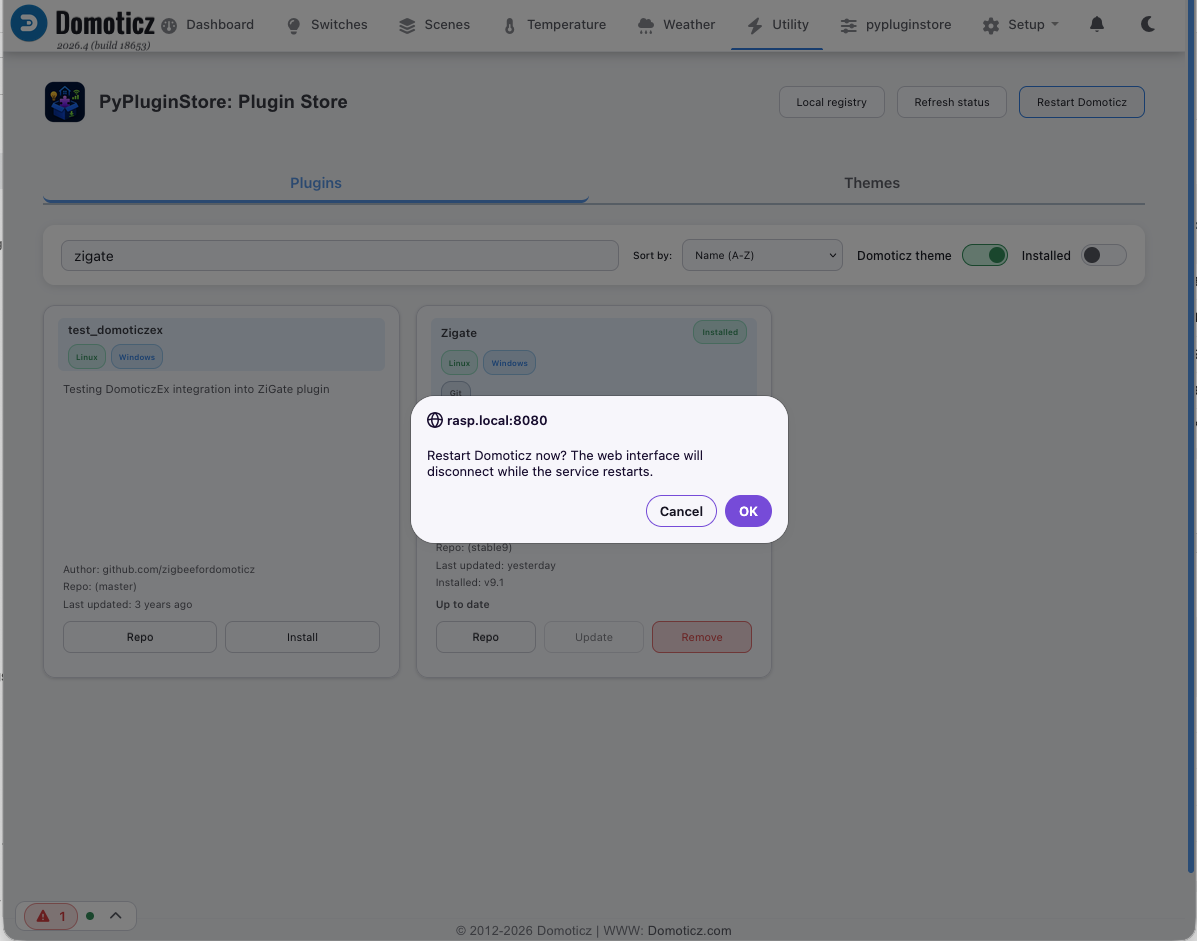 Domoticz
2026.4 (build 18653)
Dashboard
Switches
Scenes
Temperature
Weather
Utility
pypluginstore
Setup
PyPluginStore: Plugin Store
Local registry
Refresh status
Restart Domoticz
Plugins
Themes
zigate
Sort by:
Name (A-Z)
Domoticz theme
Installed
test_domoticzex
Linux
Windows
Testing DomoticzEx integration into ZiGate plugin
Author: github.com/zigbeefordomoticz
Repo: (master)
Last updated: 3 years ago
Repo
Install
Zigate
Installed
Linux
Windows
Git
rasp.local:8080
Restart Domoticz now? The web interface will
disconnect while the service restarts.
Cancel
OK
Repo: (stable9)
Last updated: yesterday
Installed: v9.1
Up to date
Repo
Update
Remove
1
© 2012-2026 Domoticz | WWW: Domoticz.com